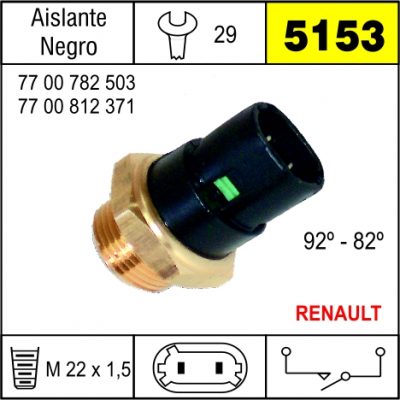 Aislante
Negro
29
5153
77 00 782 503
77 00 812 371
92º - 82º
RENAULT
M 22 x 1,5